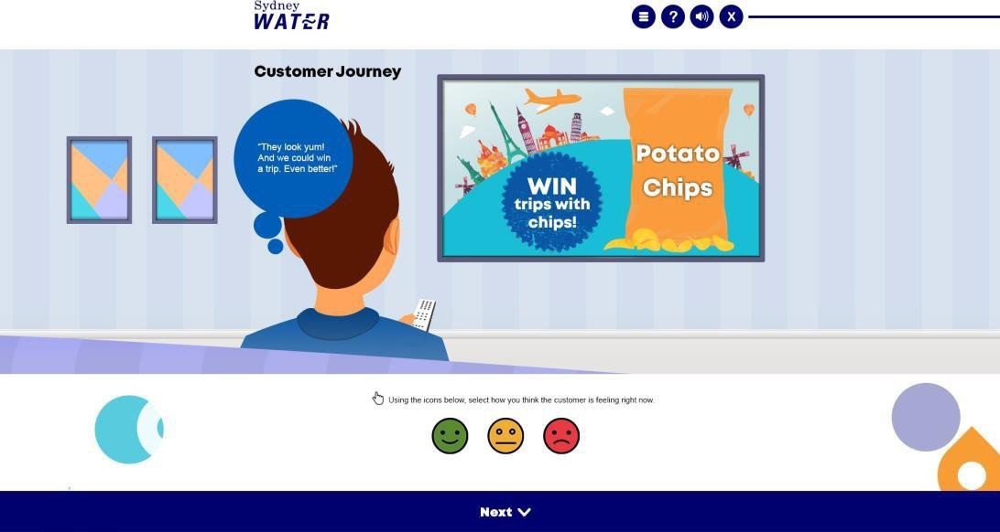 Sydney
WATER
?
X
Customer Journey
"They look yum!
And we could win
a trip. Even better!"
WIN
trips with
chips!
Potato
Chips
Using the icons below, select how you think the customer is feeling right now.
Next